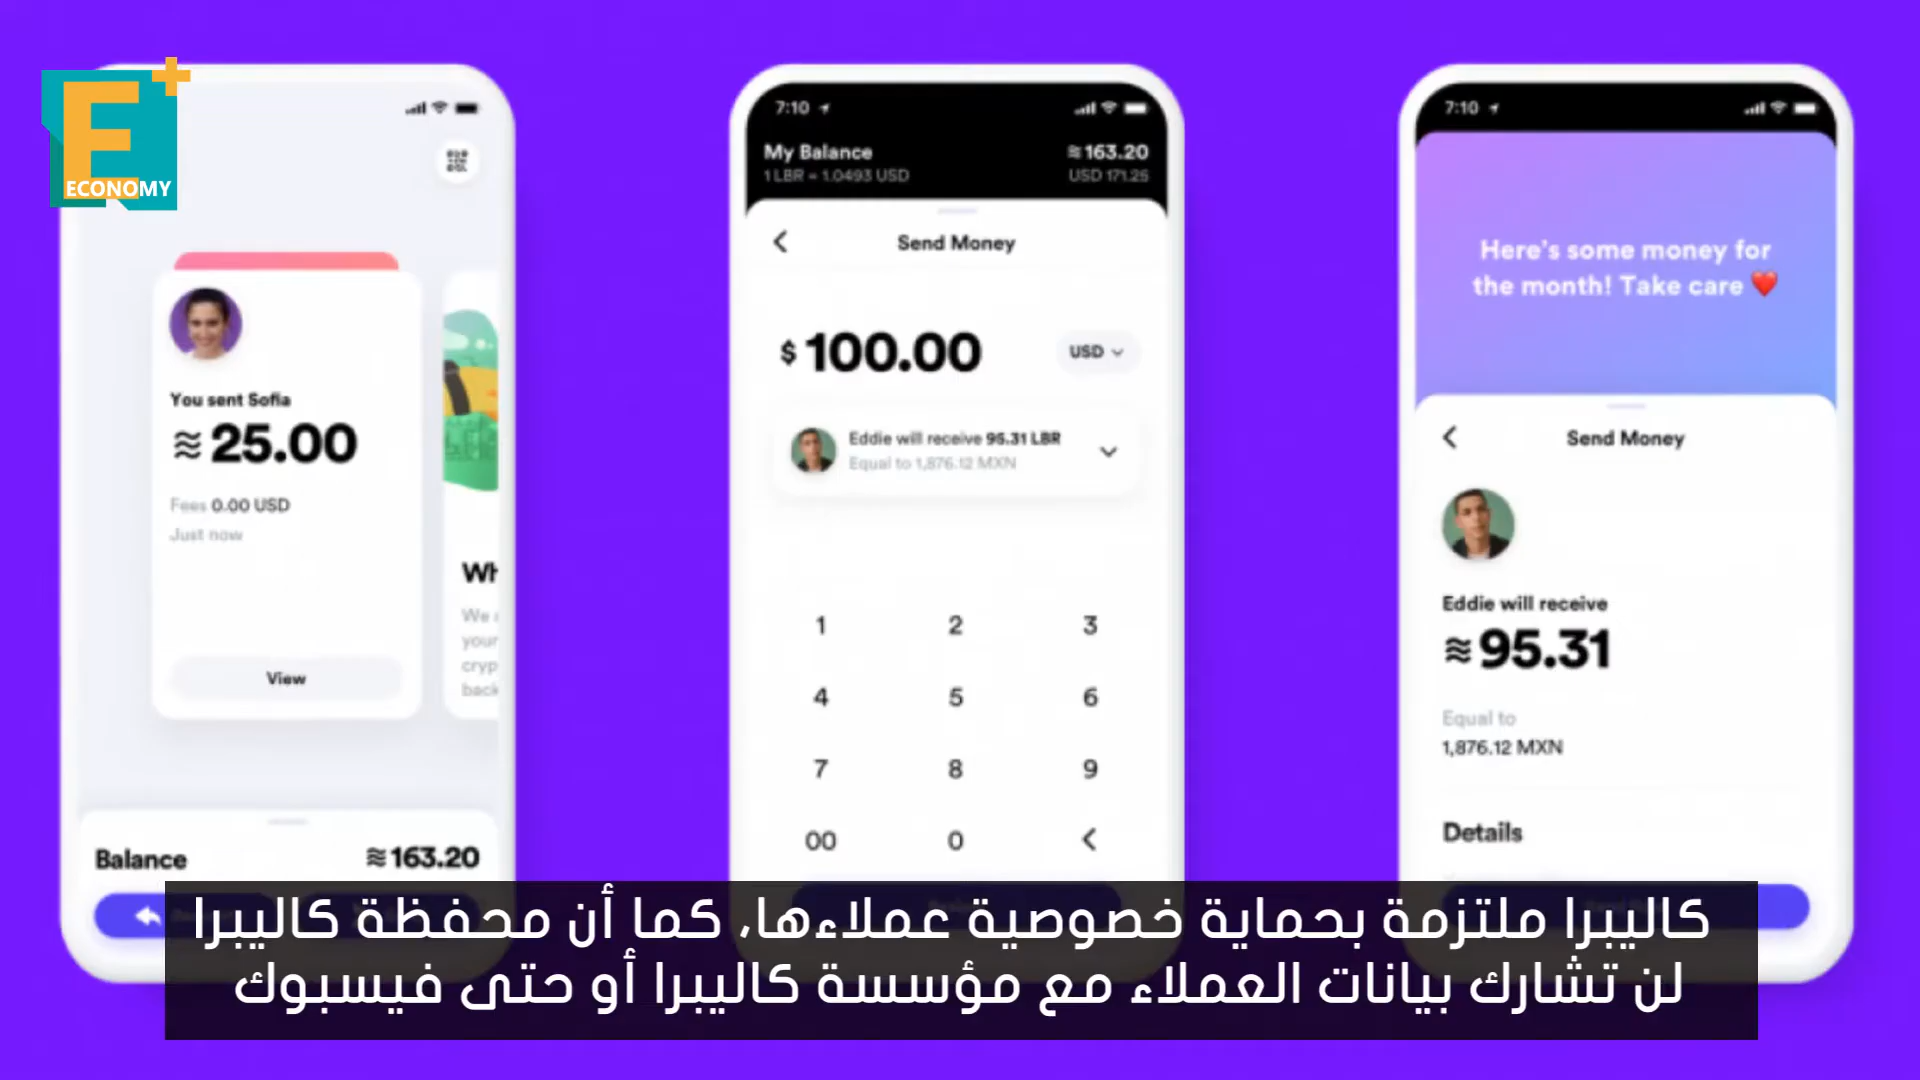 E+
ECONOMY
You sent Sofia
≋25.00
Fees 0.00 USD
Just now
View
Wh
We
your
cryp
back
Balance
≋163.20
7:10
My Balance
≋163.20
1 LBR = 1.0493 USD
USD 171.25
Send Money
$ 100.00
USD
Eddie will receive 95.31 LBR
Equal to 1,876.12 MXN
1 2 3
4 5 6
7 8 9
00 0
7:10
Here's some money for
the month! Take care ❤️
Send Money
Eddie will receive
≋95.31
Equal to
1,876.12 MXN
Details
كاليبرا ملتزمة بحماية خصوصية عملاءها، كما أن محفظة كاليبرا
لن تشارك بيانات العملاء مع مؤسسة كاليبرا أو حتى فيسبوك